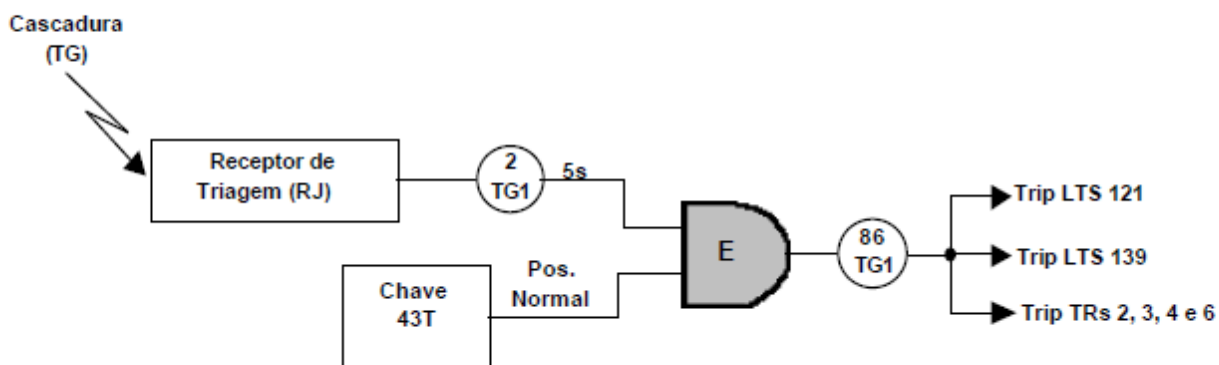 Cascadura
(TG)
Receptor de
Triagem (RJ)
2
TG1
5s
Chave
43T
Pos.
Normal
E
86
TG1
Trip LTS 121
Trip LTS 139
Trip TRs 2, 3, 4 e 6